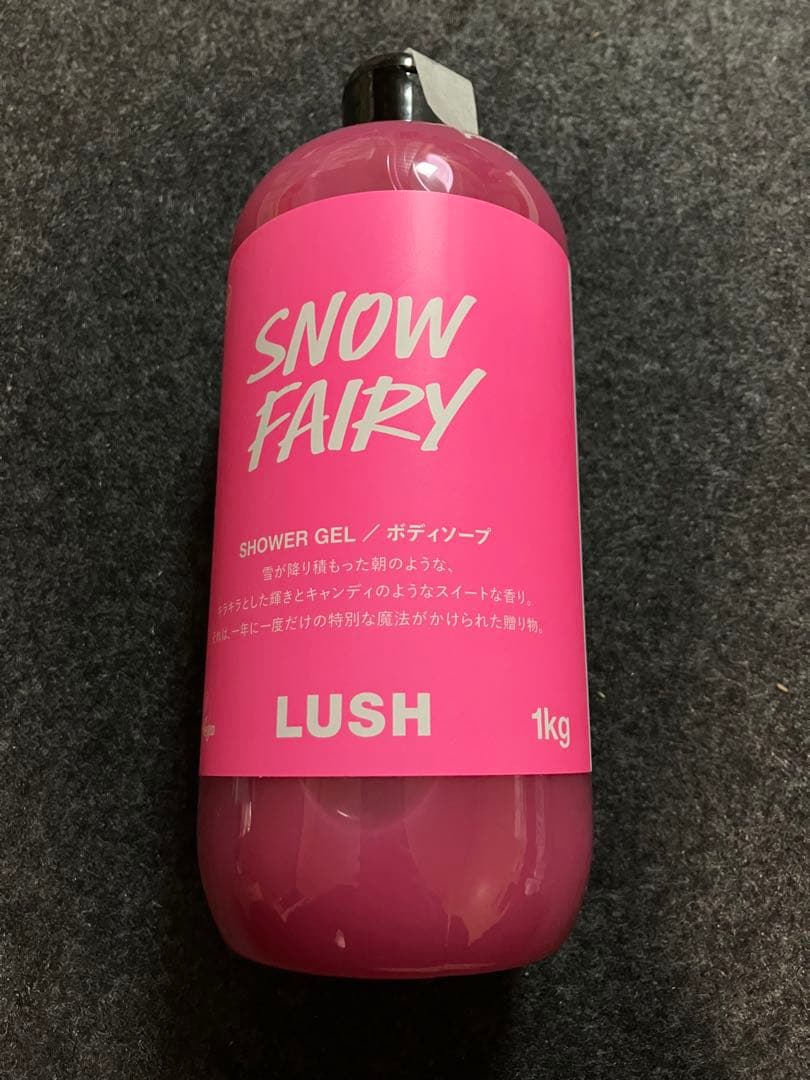 SNOW
FAIRY
SHOWER GEL / ボディソープ
雪が降り積もった朝のような、
キラキラとした輝きとキャンディのようなスイートな香り。
それは、一年に一度だけの特別な魔法がかけられた贈り物。
LUSH
1kg